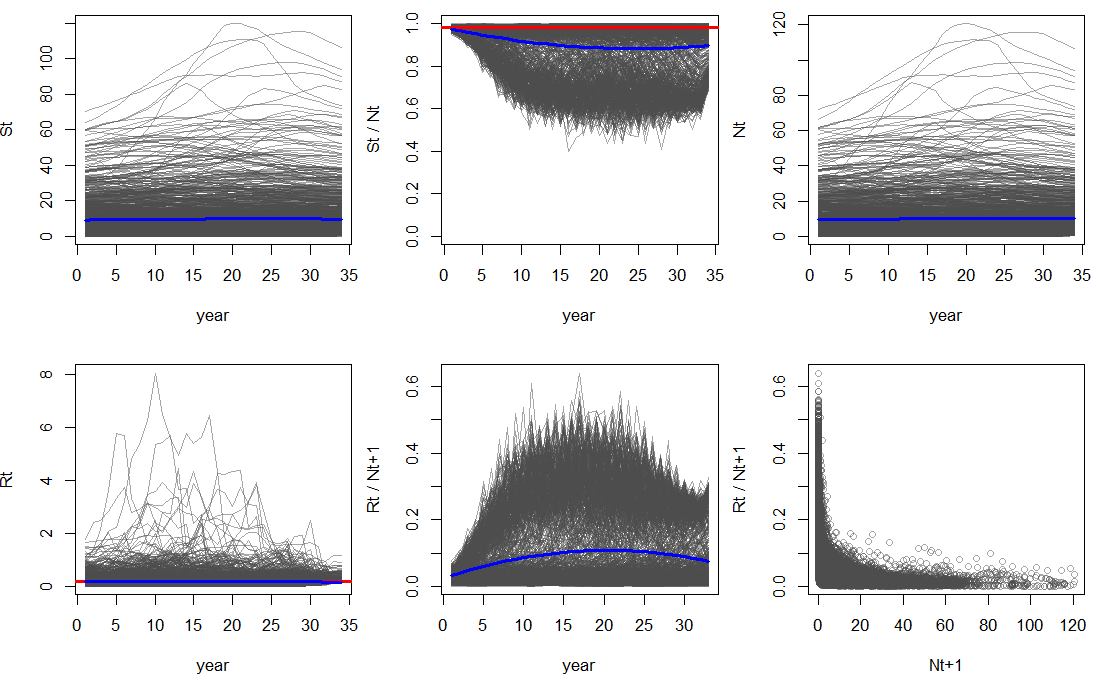 St
0 20 40 60 80 100
0 5 10 15 20 25 30 35
year
St / Nt
0.0 0.2 0.4 0.6 0.8 1.0
0 5 10 15 20 25 30 35
year
Nt
0 20 40 60 80 120
0 5 10 15 20 25 30 35
year
Rt
0 2 4 6 8
0 5 10 15 20 25 30 35
year
Rt / Nt+1
0.0 0.2 0.4 0.6
0 5 10 15 20 25 30
year
Rt / Nt+1
0.0 0.2 0.4 0.6
0 20 40 60 80 100 120
Nt+1